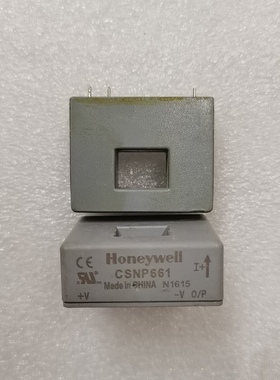 Honeywell
CE CSNP661 I+
Made in CHINA N1615
+V -V O/P